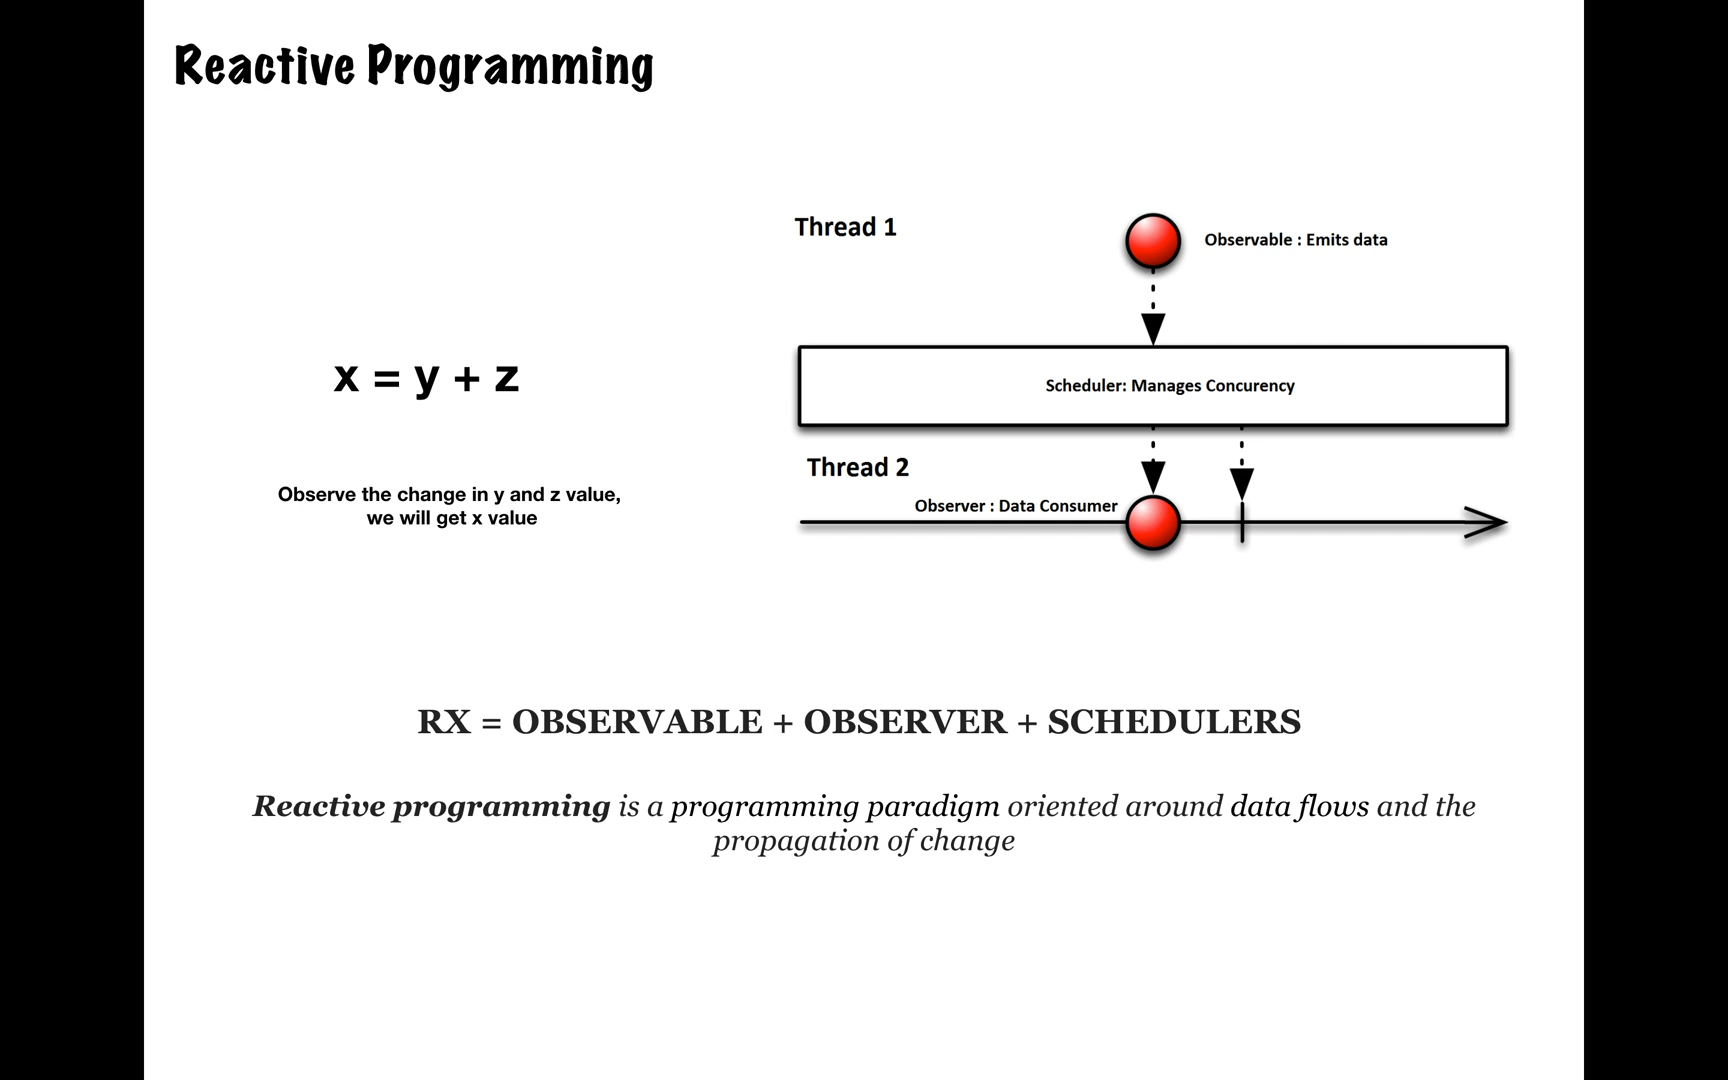 Reactive Programming
Thread 1
Observable : Emits data
x = y + z
Scheduler: Manages Concurency
Thread 2
Observe the change in y and z value,
we will get x value
Observer : Data Consumer
RX = OBSERVABLE + OBSERVER + SCHEDULERS
Reactive programming is a programming paradigm oriented around data flows and the
propagation of change